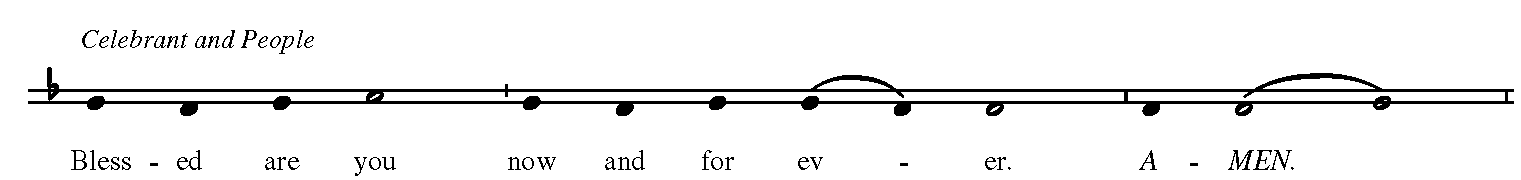 Celebrant and People
Bless - ed are you now and for ev - er. A - MEN.